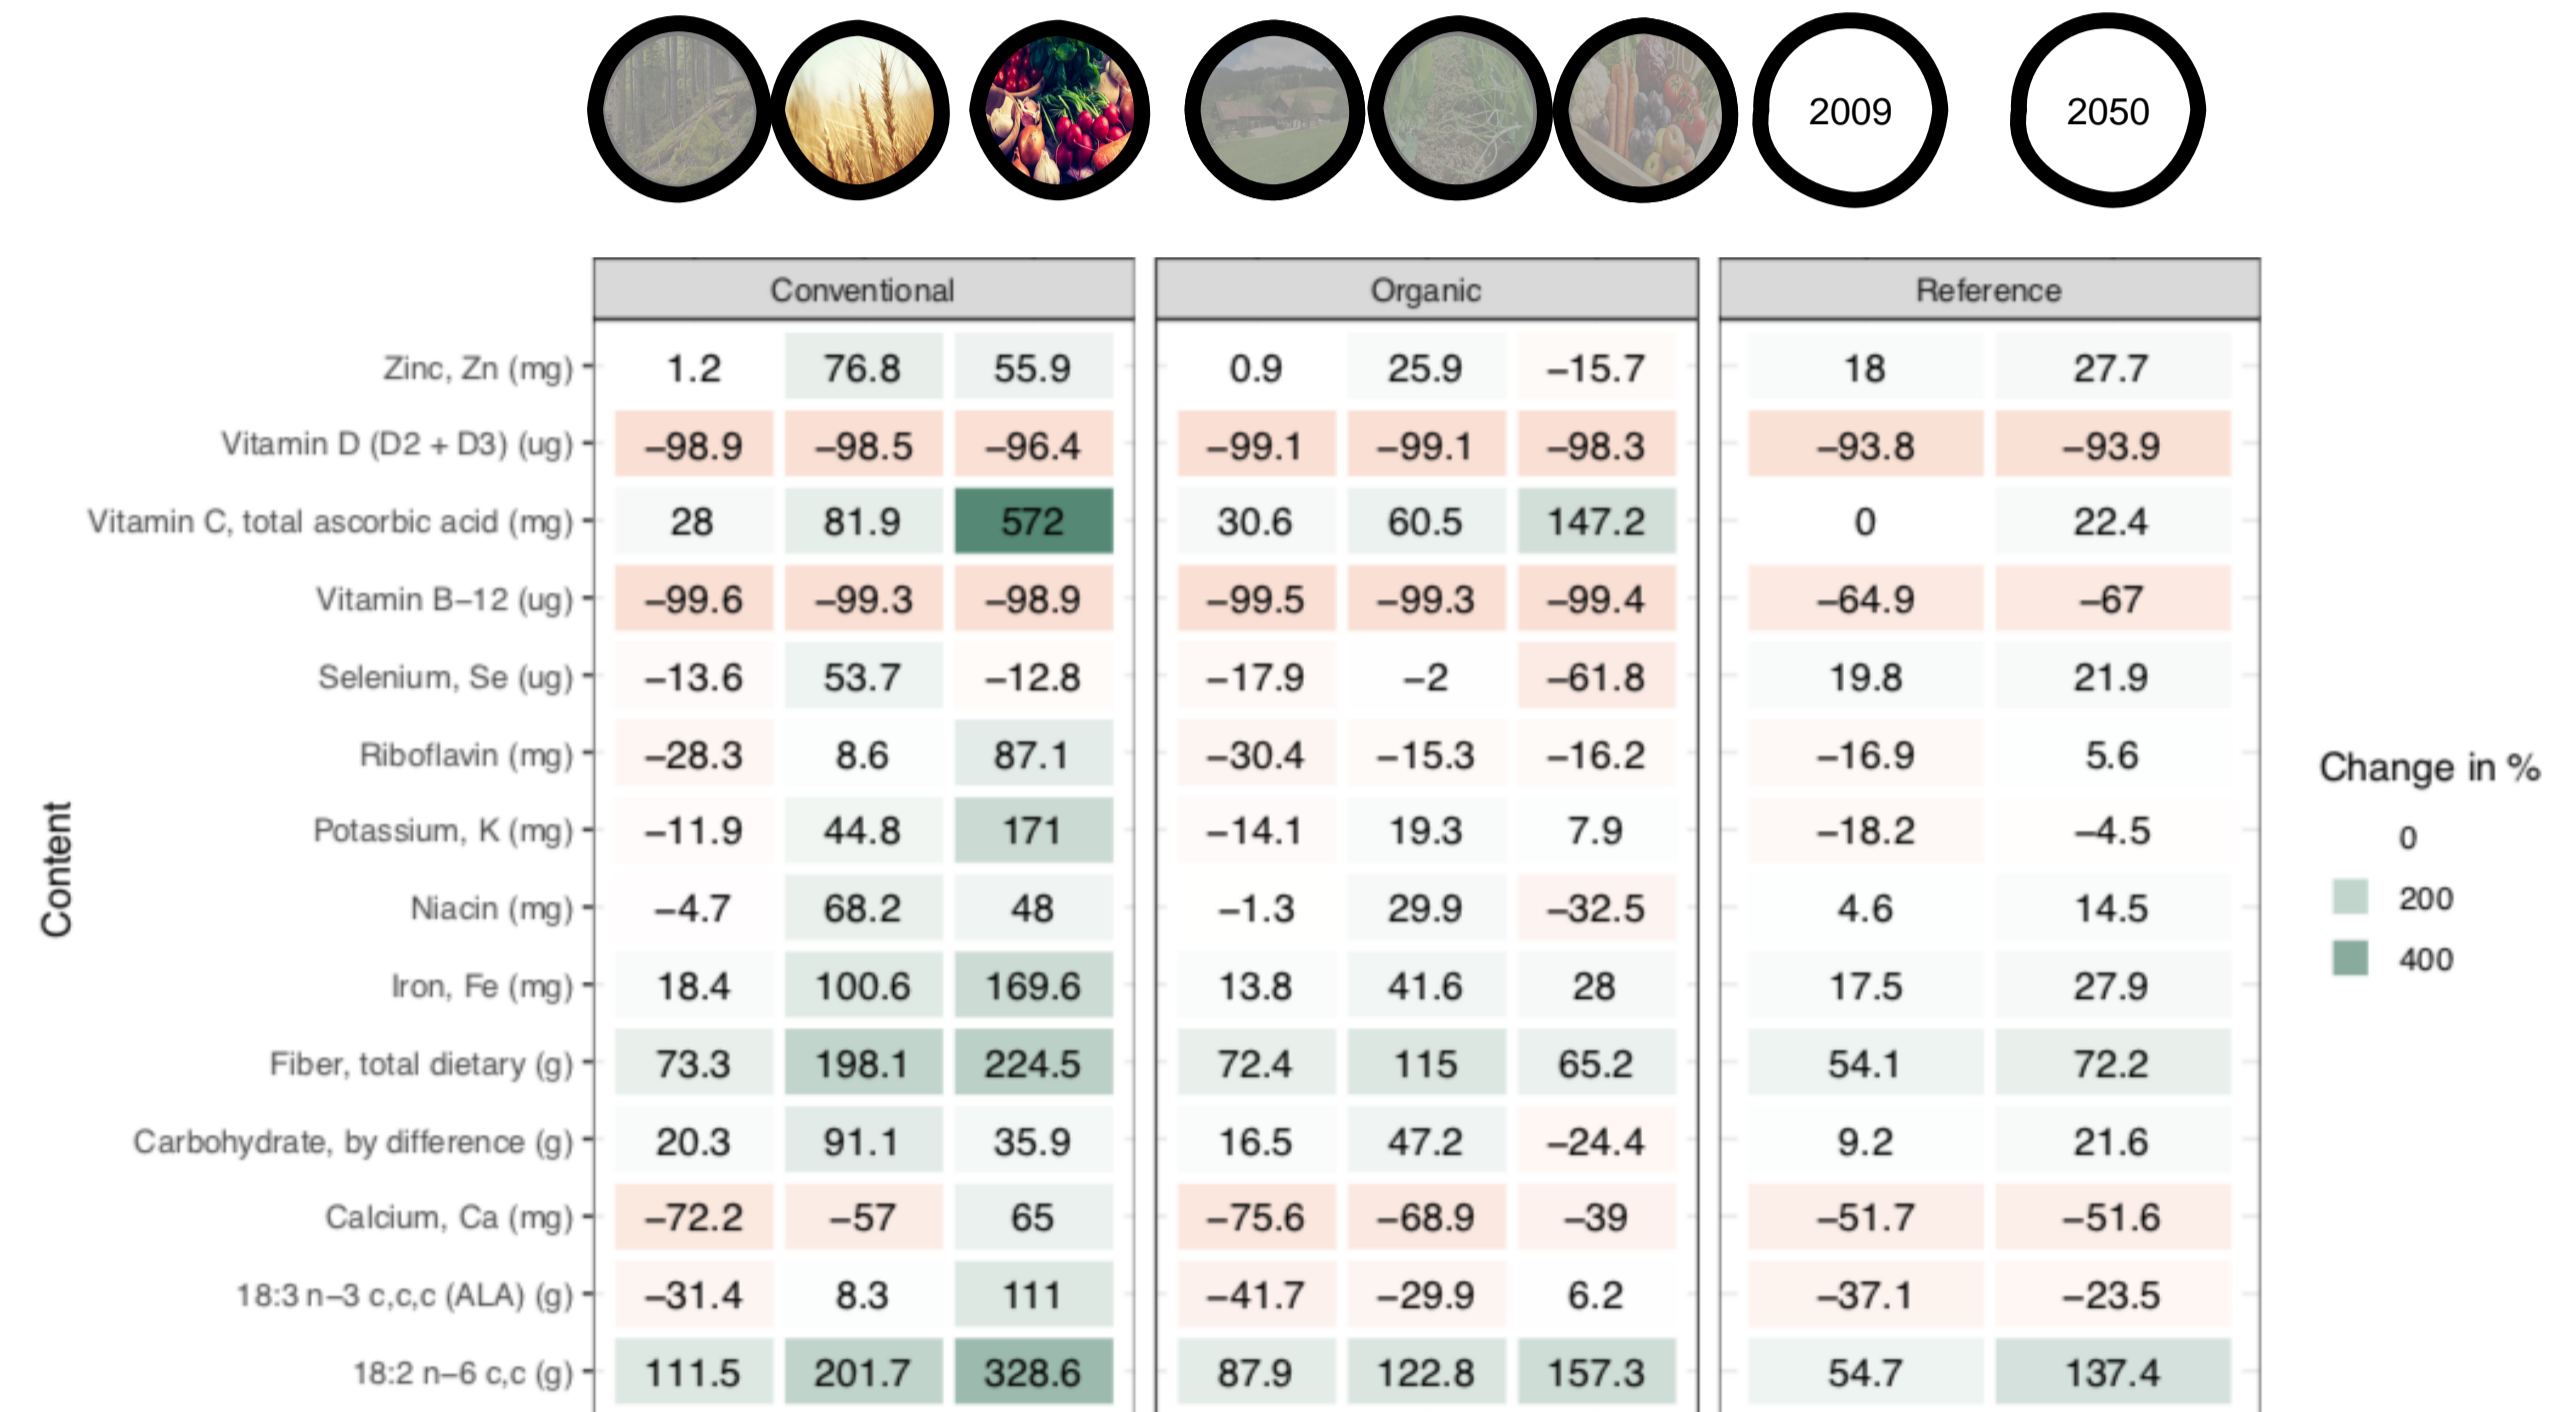 2009 2050
Conventional Organic Reference
Zinc, Zn (mg) 1.2 76.8 55.9 0.9 25.9 −15.7 18 27.7
Vitamin D (D2 + D3) (ug) −98.9 −98.5 −96.4 −99.1 −99.1 −98.3 −93.8 −93.9
Vitamin C, total ascorbic acid (mg) 28 81.9 572 30.6 60.5 147.2 0 22.4
Vitamin B−12 (ug) −99.6 −99.3 −98.9 −99.5 −99.3 −99.4 −64.9 −67
Selenium, Se (ug) −13.6 53.7 −12.8 −17.9 −2 −61.8 19.8 21.9
Riboflavin (mg) −28.3 8.6 87.1 −30.4 −15.3 −16.2 −16.9 5.6
Potassium, K (mg) −11.9 44.8 171 −14.1 19.3 7.9 −18.2 −4.5
Niacin (mg) −4.7 68.2 48 −1.3 29.9 −32.5 4.6 14.5
Iron, Fe (mg) 18.4 100.6 169.6 13.8 41.6 28 17.5 27.9
Fiber, total dietary (g) 73.3 198.1 224.5 72.4 115 65.2 54.1 72.2
Carbohydrate, by difference (g) 20.3 91.1 35.9 16.5 47.2 −24.4 9.2 21.6
Calcium, Ca (mg) −72.2 −57 65 −75.6 −68.9 −39 −51.7 −51.6
18:3 n−3 c,c,c (ALA) (g) −31.4 8.3 111 −41.7 −29.9 6.2 −37.1 −23.5
18:2 n−6 c,c (g) 111.5 201.7 328.6 87.9 122.8 157.3 54.7 137.4
Content
Change in %
0
200
400